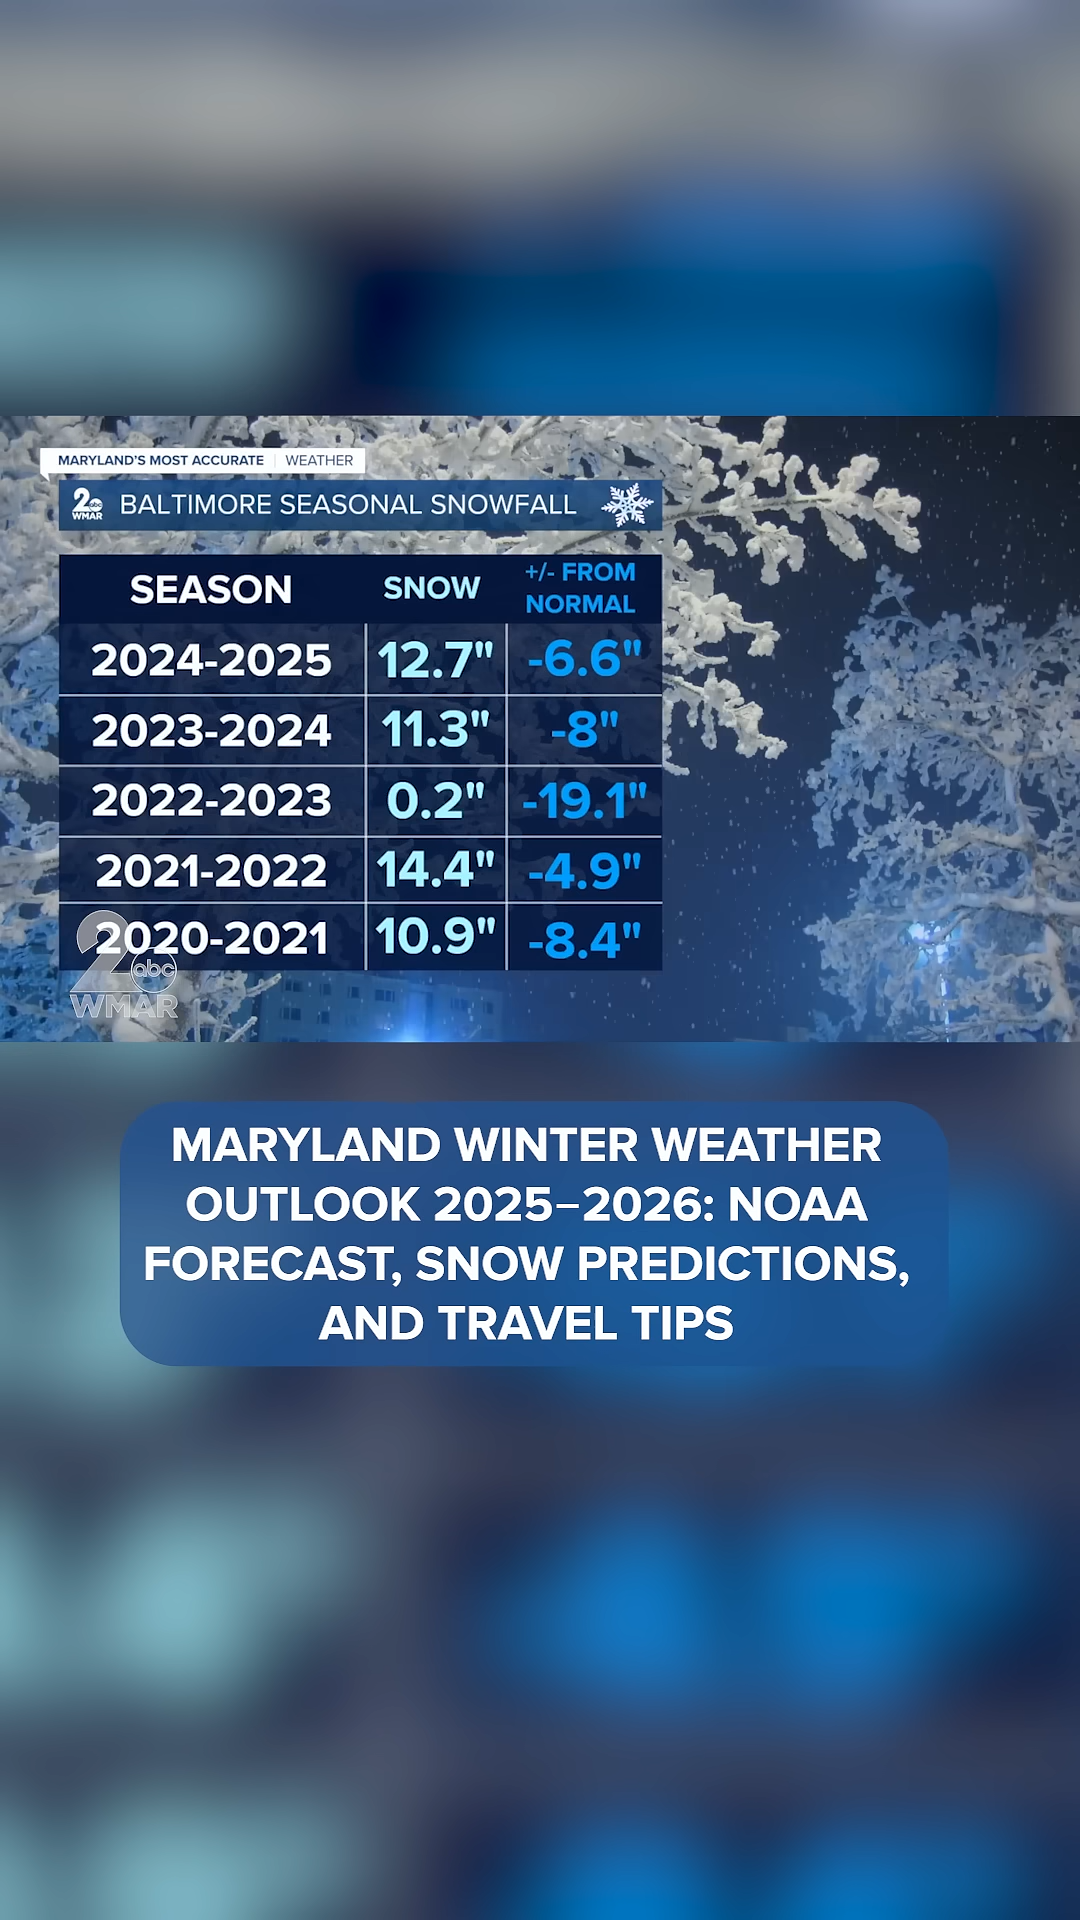 MARYLAND'S MOST ACCURATE | WEATHER
2 abc WMAR BALTIMORE SEASONAL SNOWFALL
SEASON SNOW +/- FROM NORMAL
2024-2025 12.7" -6.6"
2023-2024 11.3" -8"
2022-2023 0.2" -19.1"
2021-2022 14.4" -4.9"
2020-2021 10.9" -8.4"
2 abc
WMAR
MARYLAND WINTER WEATHER
OUTLOOK 2025–2026: NOAA
FORECAST, SNOW PREDICTIONS,
AND TRAVEL TIPS